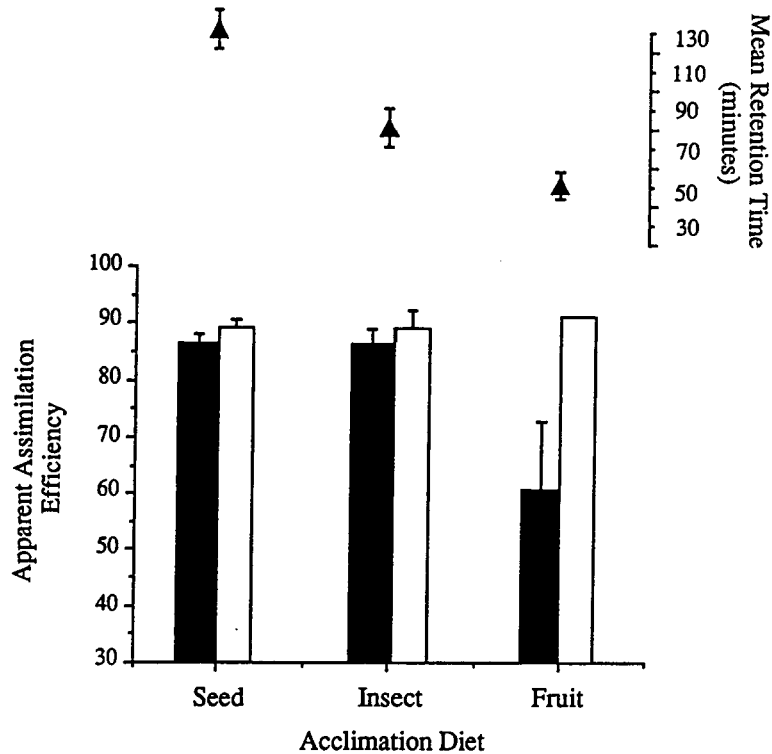 130
110
90
70
50
30
Mean Retention Time
(minutes)
100
90
80
70
60
50
40
30
Apparent Assimilation
Efficiency
Seed Insect Fruit
Acclimation Diet